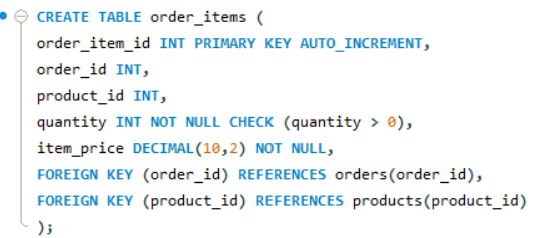 CREATE TABLE order_items (
order_item_id INT PRIMARY KEY AUTO_INCREMENT,
order_id INT,
product_id INT,
quantity INT NOT NULL CHECK (quantity > 0),
item_price DECIMAL(10,2) NOT NULL,
FOREIGN KEY (order_id) REFERENCES orders(order_id),
FOREIGN KEY (product_id) REFERENCES products(product_id)
);